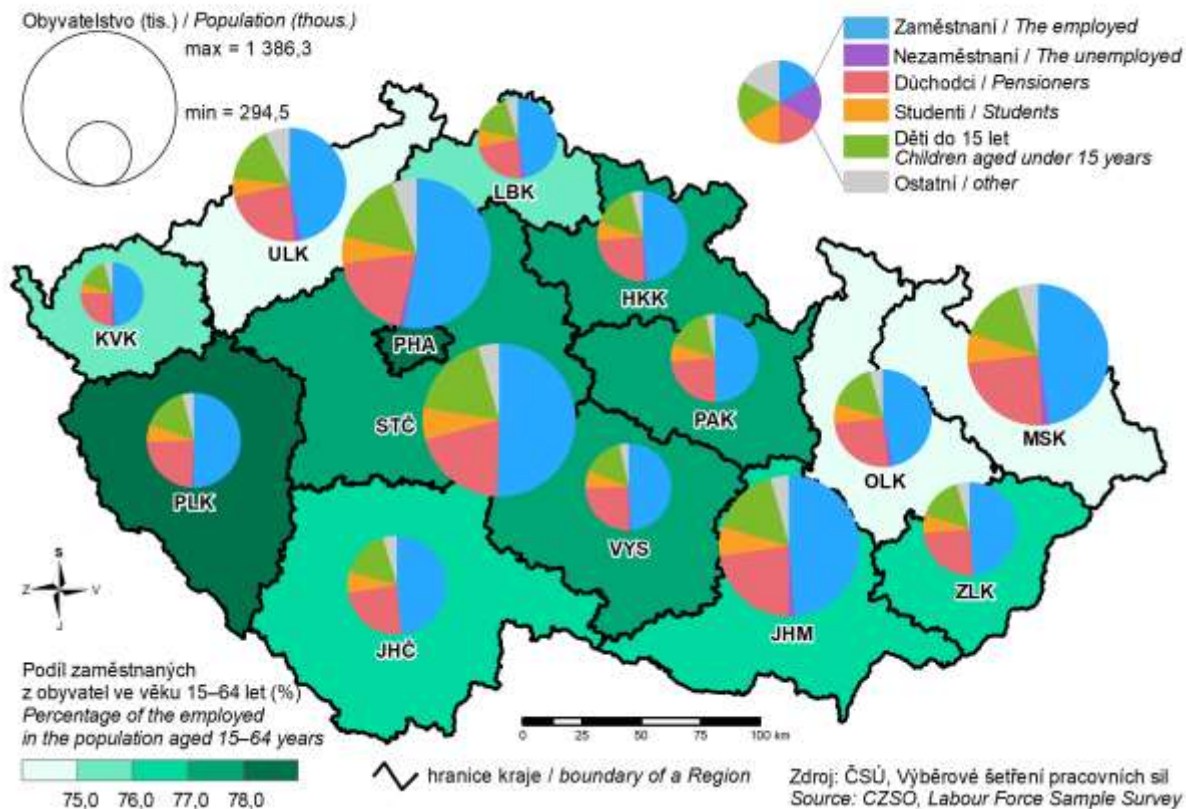 Obyvatelstvo (tis.) / Population (thous.)
max = 1 386,3
min = 294,5
Zaměstnaní / The employed
Nezaměstnaní / The unemployed
Důchodci / Pensioners
Studenti / Students
Děti do 15 let
Children aged under 15 years
Ostatní / other
LBK
ULK
HKK
KVK
PHA
PAK
STČ
MSK
OLK
PLK
VYS
ZLK
JHM
JHČ
S
Z
V
J
Podíl zaměstnaných
z obyvatel ve věku 15–64 let (%)
Percentage of the employed
in the population aged 15–64 years
75,0 76,0 77,0 78,0
0 25 50 75 100 km
hranice kraje / boundary of a Region
Zdroj: ČSÚ, Výběrové šetření pracovních sil
Source: CZSO, Labour Force Sample Survey